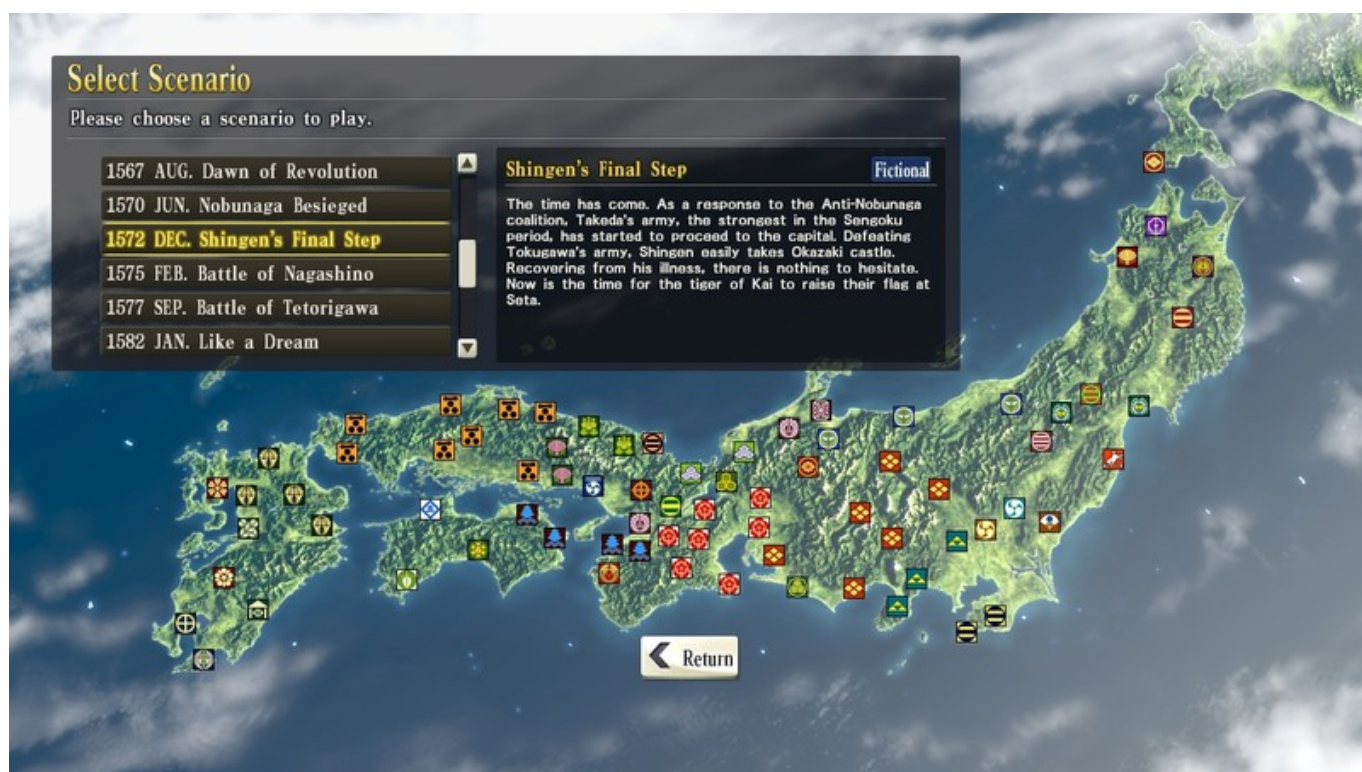 Select Scenario
Please choose a scenario to play.
1567 AUG. Dawn of Revolution
1570 JUN. Nobunaga Besieged
1572 DEC. Shingen's Final Step
1575 FEB. Battle of Nagashino
1577 SEP. Battle of Tetorigawa
1582 JAN. Like a Dream
Shingen's Final Step
Fictional
The time has come. As a response to the Anti-Nobunaga
coalition, Takeda's army, the strongest in the Sengoku
period, has started to proceed to the capital. Defeating
Tokugawa's army, Shingen easily takes Okazaki castle.
Recovering from his illness, there is nothing to hesitate.
Now is the time for the tiger of Kai to raise their flag at
Seta.
Return